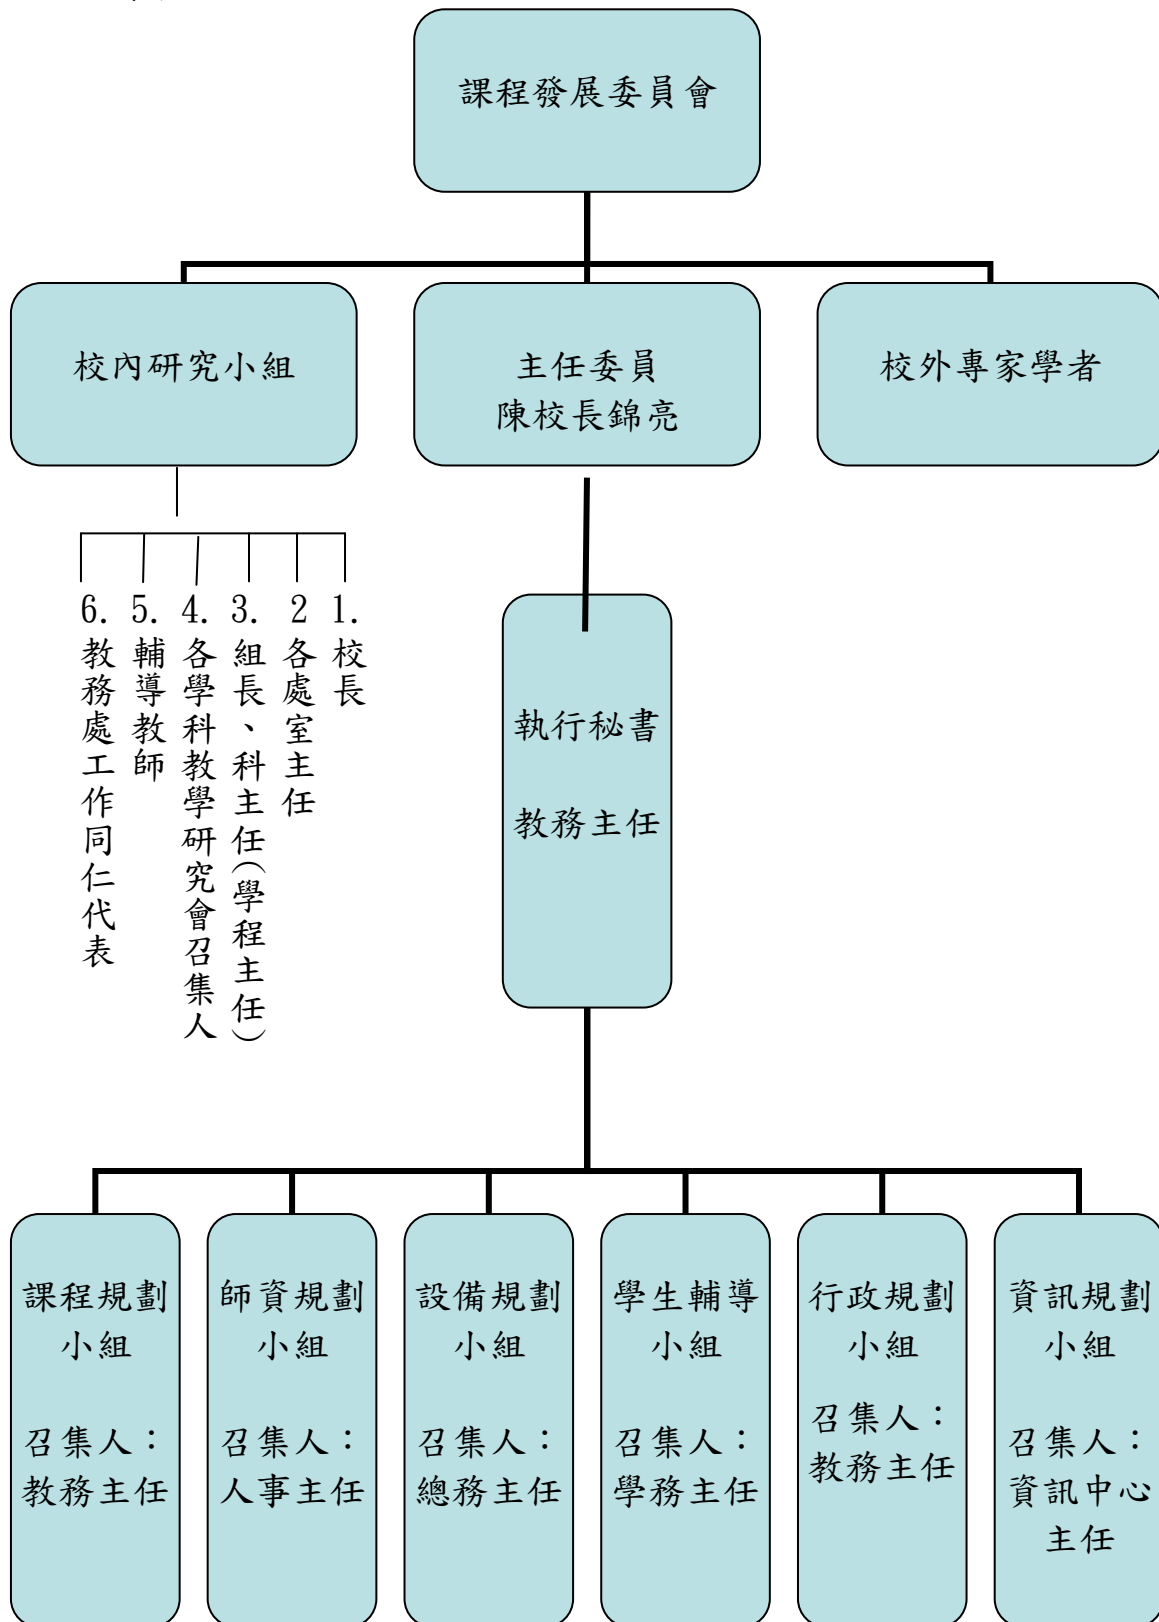 課程發展委員會
校內研究小組
主任委員
陳校長錦亮
校外專家學者
1.校長
2各處室主任
3.組長、科主任(學程主任)
4.各學科教學研究會召集人
5.輔導教師
6.教務處工作同仁代表
執行秘書
教務主任
課程規劃
小組
召集人：
教務主任
師資規劃
小組
召集人：
人事主任
設備規劃
小組
召集人：
總務主任
學生輔導
小組
召集人：
學務主任
行政規劃
小組
召集人：
教務主任
資訊規劃
小組
召集人：
資訊中心
主任